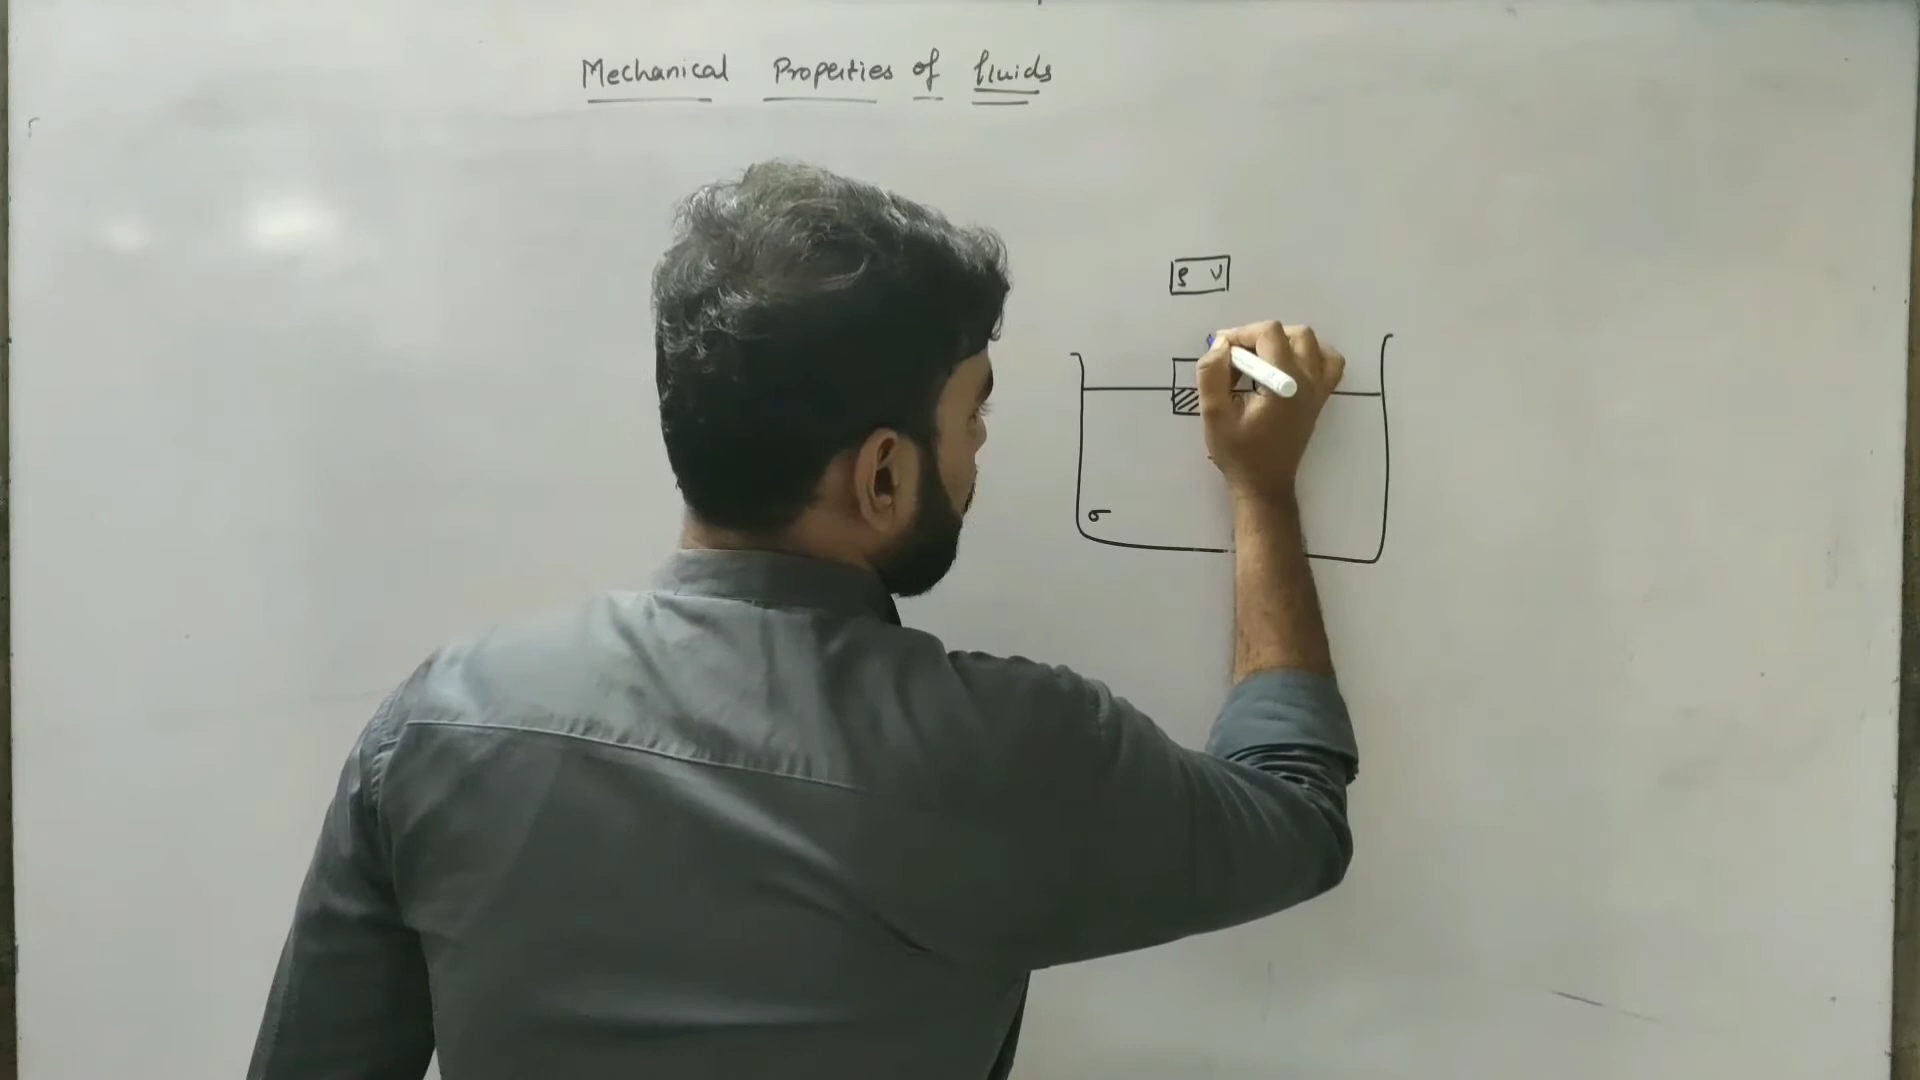 Mechanical Properties of fluids
ρ V
σ